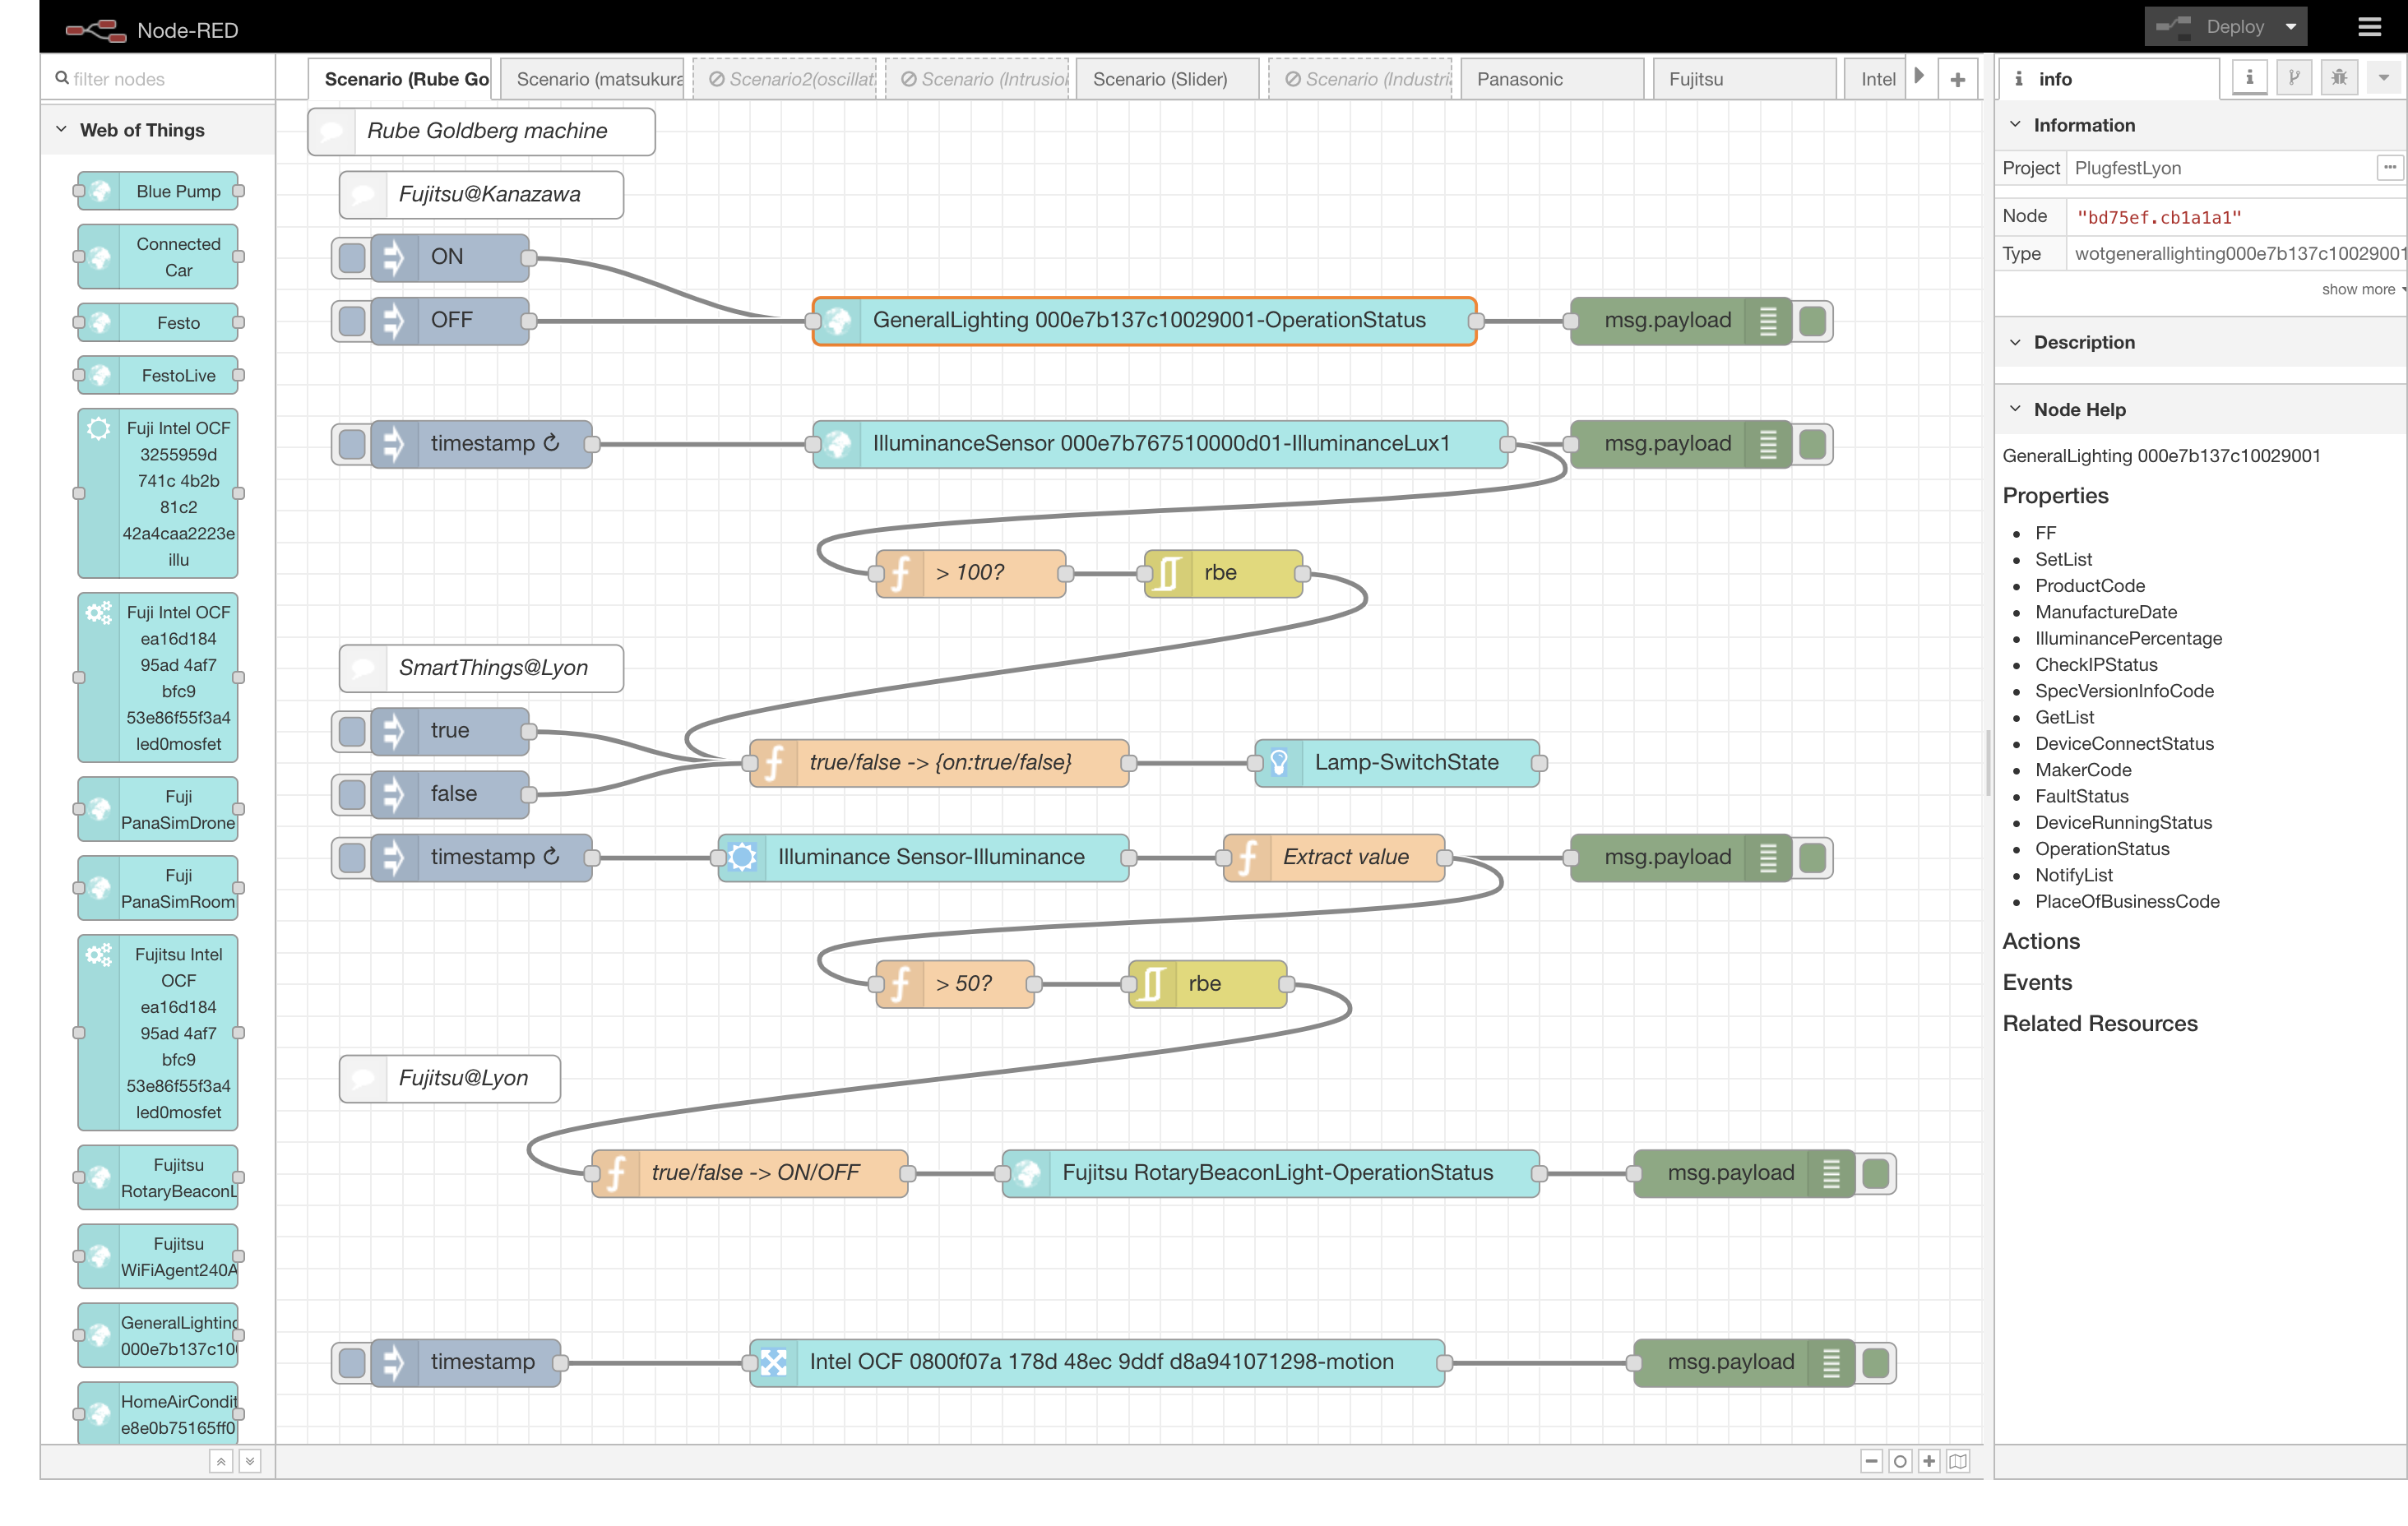 Node-RED
Deploy
filter nodes
Scenario (Rube Go
Scenario (matsukura
Scenario2(oscillat
Scenario (Intrusio
Scenario (Slider)
Scenario (Industri
Panasonic
Fujitsu
Intel
info
Web of Things
Blue Pump
Connected
Car
Festo
FestoLive
Fuji Intel OCF
3255959d
741c 4b2b
81c2
42a4caa2223e
illu
Fuji Intel OCF
ea16d184
95ad 4af7
bfc9
53e86f55f3a4
led0mosfet
Fuji
PanaSimDrone
Fuji
PanaSimRoom
Fujitsu Intel
OCF
ea16d184
95ad 4af7
bfc9
53e86f55f3a4
led0mosfet
Fujitsu
RotaryBeaconL
Fujitsu
WiFiAgent240A
GeneralLighting
000e7b137c10
HomeAirCondit
e8e0b75165ff0
Rube Goldberg machine
Fujitsu@Kanazawa
ON
OFF
GeneralLighting 000e7b137c10029001-OperationStatus
msg.payload
timestamp ↻
IlluminanceSensor 000e7b767510000d01-IlluminanceLux1
msg.payload
> 100?
rbe
SmartThings@Lyon
true
false
true/false -> {on:true/false}
Lamp-SwitchState
timestamp ↻
Illuminance Sensor-Illuminance
Extract value
msg.payload
> 50?
rbe
Fujitsu@Lyon
true/false -> ON/OFF
Fujitsu RotaryBeaconLight-OperationStatus
msg.payload
timestamp
Intel OCF 0800f07a 178d 48ec 9ddf d8a941071298-motion
msg.payload
Information
Project PlugfestLyon
Node "bd75ef.cb1a1a1"
Type wotgenerallighting000e7b137c10029001
show more
Description
Node Help
GeneralLighting 000e7b137c10029001
Properties
• FF
• SetList
• ProductCode
• ManufactureDate
• IlluminancePercentage
• CheckIPStatus
• SpecVersionInfoCode
• GetList
• DeviceConnectStatus
• MakerCode
• FaultStatus
• DeviceRunningStatus
• OperationStatus
• NotifyList
• PlaceOfBusinessCode
Actions
Events
Related Resources